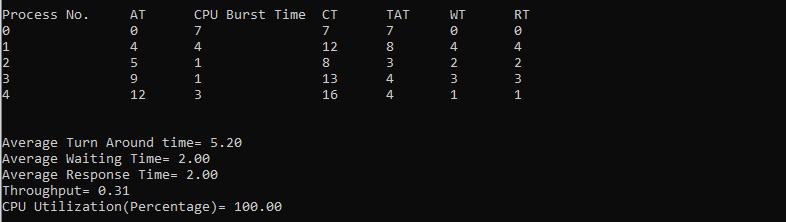 Process No. AT CPU Burst Time CT TAT WT RT
0 0 7 7 7 0 0
1 4 4 12 8 4 4
2 5 1 8 3 2 2
3 9 1 13 4 3 3
4 12 3 16 4 1 1
Average Turn Around time= 5.20
Average Waiting Time= 2.00
Average Response Time= 2.00
Throughput= 0.31
CPU Utilization(Percentage)= 100.00